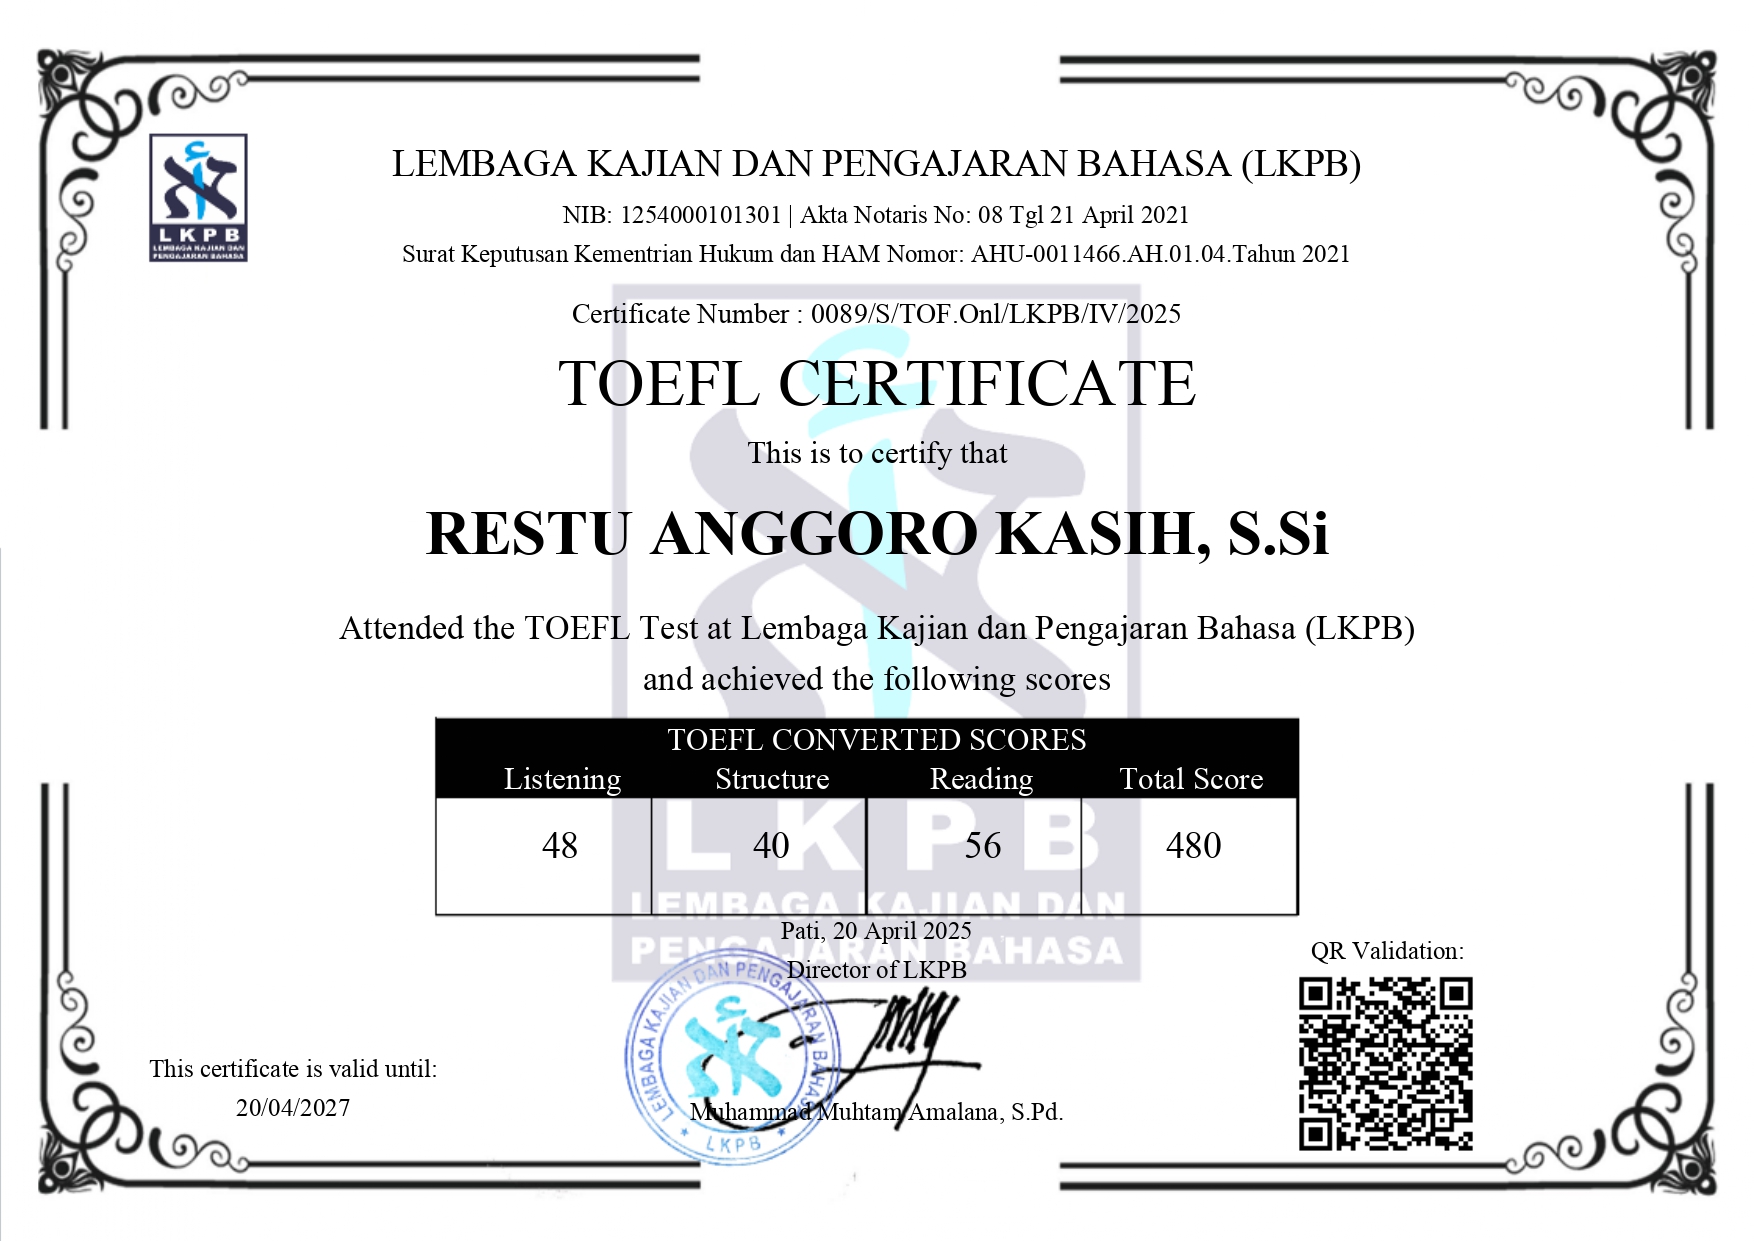 LKPB
LEMBAGA KAJIAN DAN
PENGAJARAN BAHASA
LEMBAGA KAJIAN DAN PENGAJARAN BAHASA (LKPB)
NIB: 1254000101301 | Akta Notaris No: 08 Tgl 21 April 2021
Surat Keputusan Kementrian Hukum dan HAM Nomor: AHU-0011466.AH.01.04.Tahun 2021
Certificate Number : 0089/S/TOF.Onl/LKPB/IV/2025
TOEFL CERTIFICATE
This is to certify that
RESTU ANGGORO KASIH, S.Si
Attended the TOEFL Test at Lembaga Kajian dan Pengajaran Bahasa (LKPB)
and achieved the following scores
TOEFL CONVERTED SCORES
Listening Structure Reading Total Score
48 40 56 480
LKPB
LEMBAGA KAJIAN DAN
PENGAJARAN BAHASA
Pati, 20 April 2025
Director of LKPB
LEMBAGA KAJIAN DAN PENGAJARAN BAHASA
LKPB
Muhammad Muhtam Amalana, S.Pd.
This certificate is valid until:
20/04/2027
QR Validation: